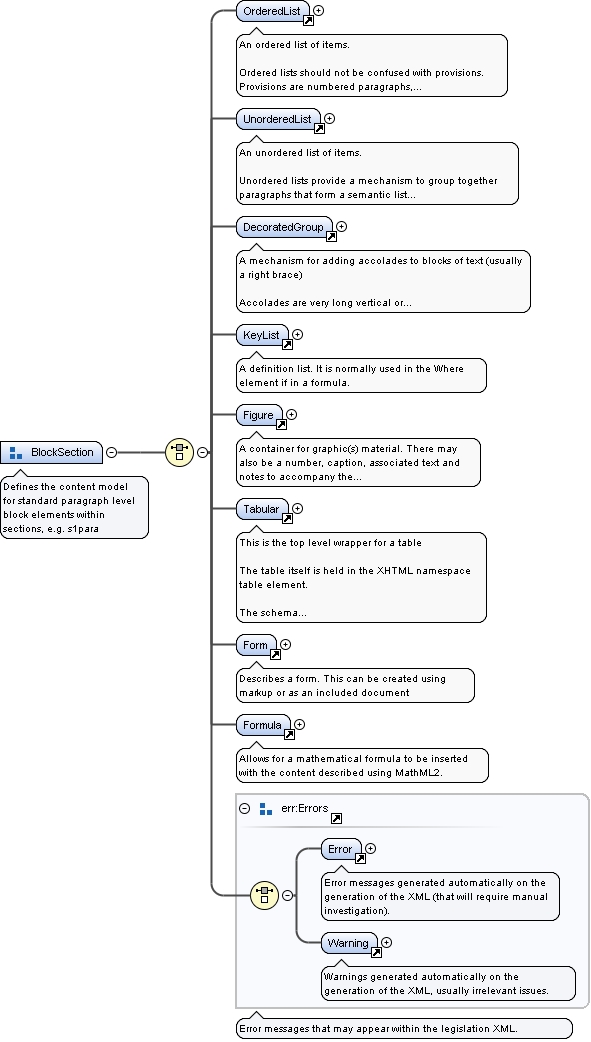 OrderedList
An ordered list of items.
Ordered lists should not be confused with provisions.
Provisions are numbered paragraphs,...
UnorderedList
An unordered list of items.
Unordered lists provide a mechanism to group together
paragraphs that form a semantic list...
DecoratedGroup
A mechanism for adding accolades to blocks of text (usually
a right brace)
Accolades are very long vertical or...
KeyList
A definition list. It is normally used in the Where
element if in a formula.
Figure
A container for graphic(s) material. There may
also be a number, caption, associated text and
notes to accompany the...
BlockSection
Defines the content model
for standard paragraph level
block elements within
sections, e.g. s1para
Tabular
This is the top level wrapper for a table
The table itself is held in the XHTML namespace
table element.
The schema...
Form
Describes a form. This can be created using
markup or as an included document
Formula
Allows for a mathematical formula to be inserted
with the content described using MathML2.
err:Errors
Error
Error messages generated automatically on the
generation of the XML (that will require manual
investigation).
Warning
Warnings generated automatically on the
generation of the XML, usually irrelevant issues.
Error messages that may appear within the legislation XML.